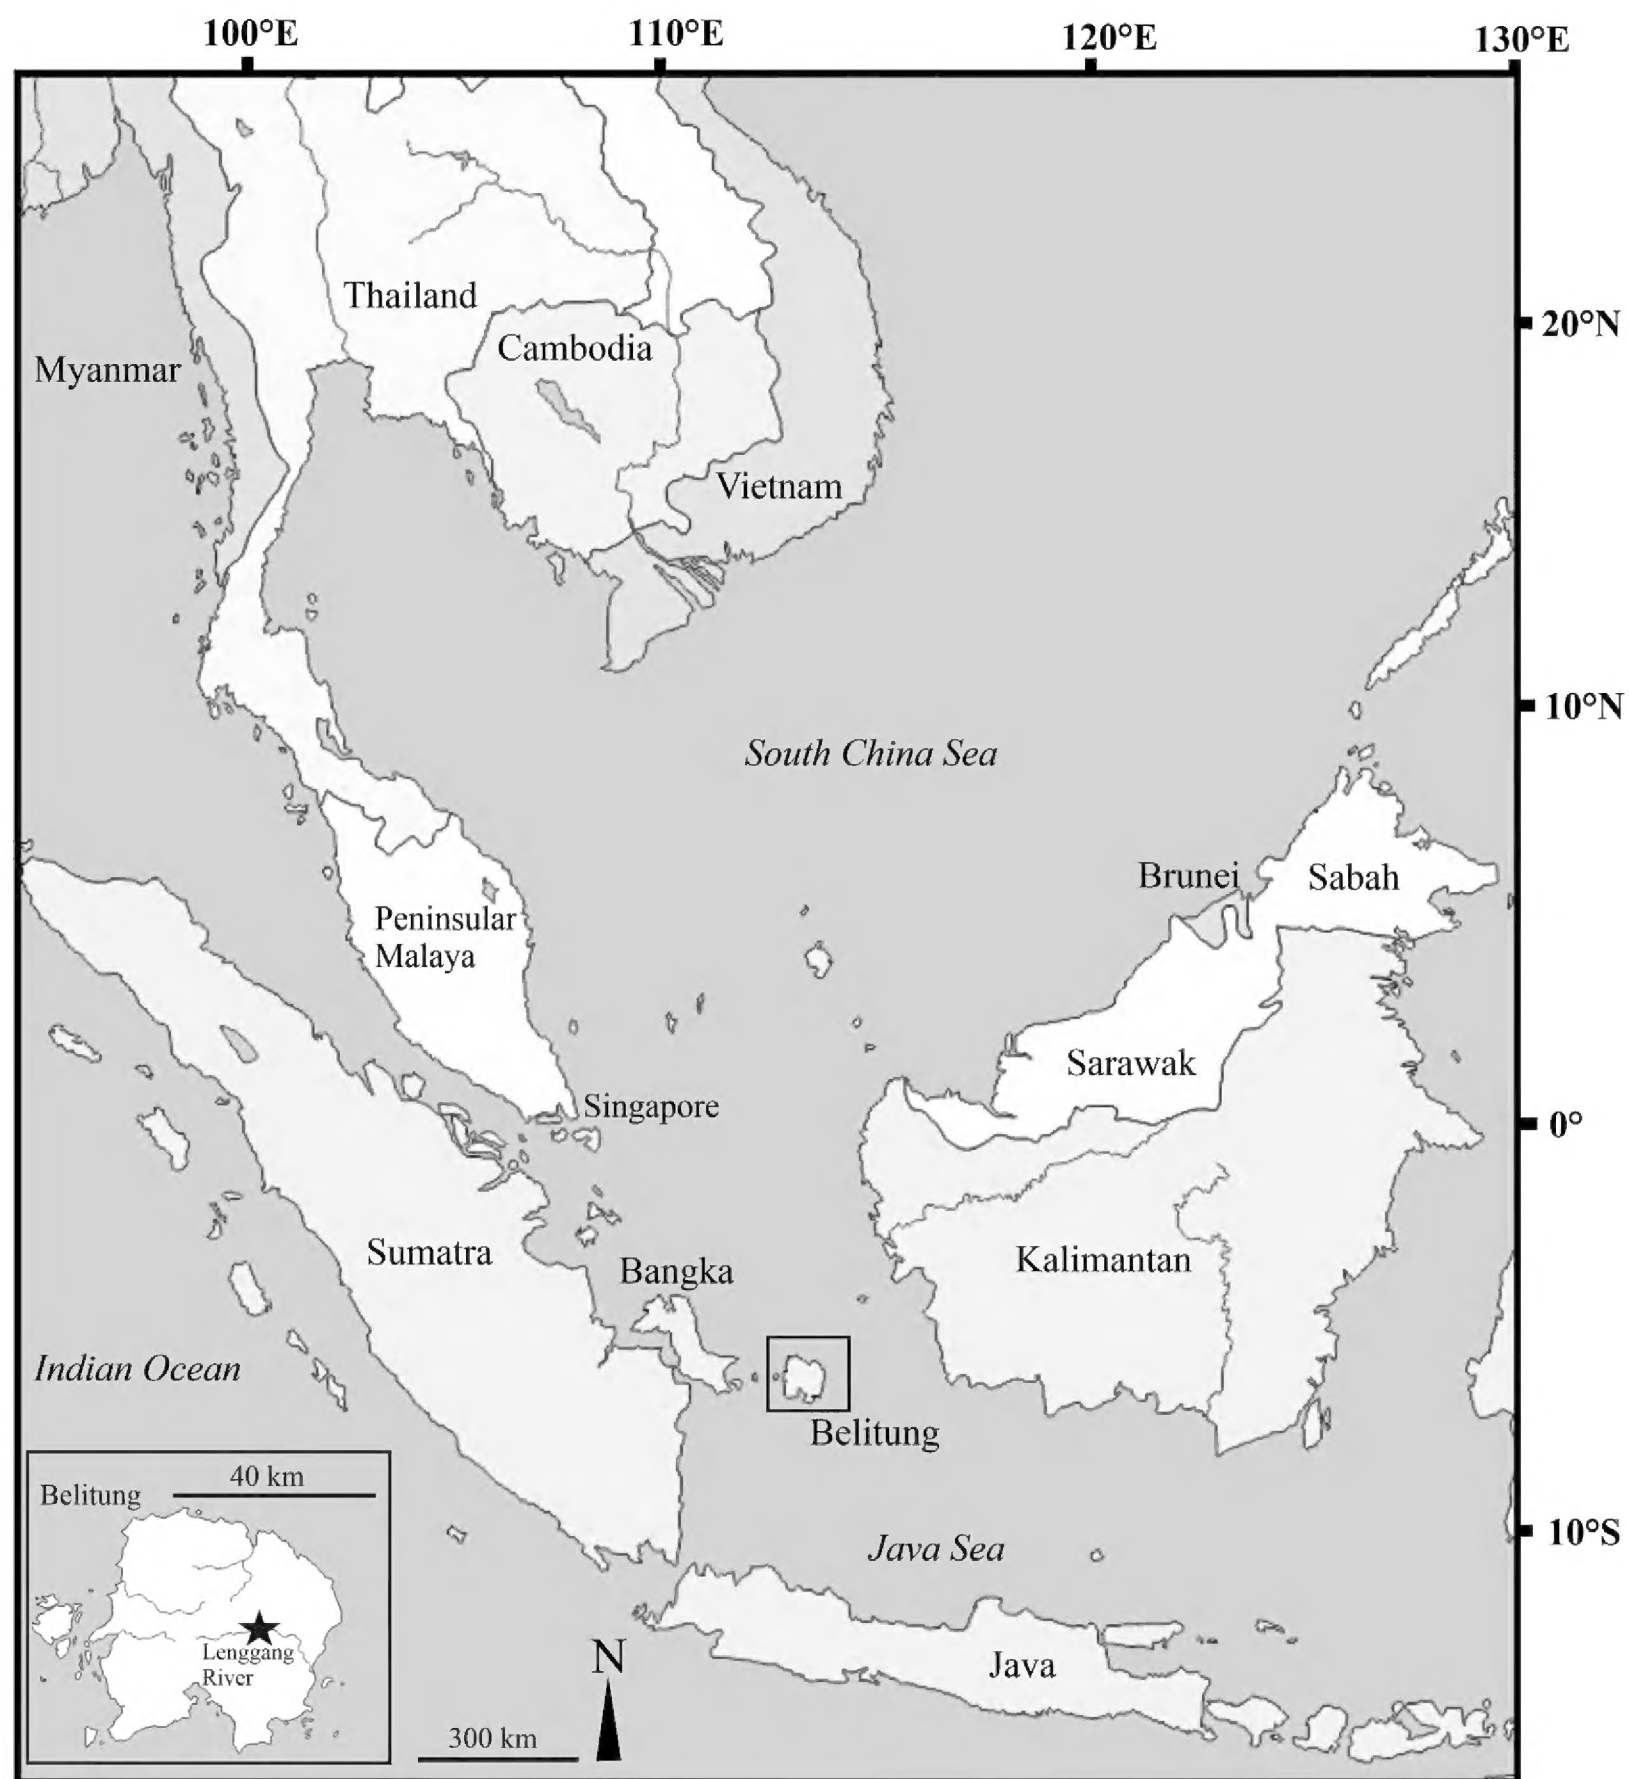 100°E
110°E
120°E
130°E
Thailand
20°N
Cambodia
Myanmar
Vietnam
10°N
South China Sea
Brunei
Sabah
Peninsular
Malaya
Sarawak
Singapore
0°
Sumatra
Kalimantan
Bangka
Indian Ocean
Belitung
40 km
Belitung
10°S
Java Sea
Lenggang
River
N
Java
300 km